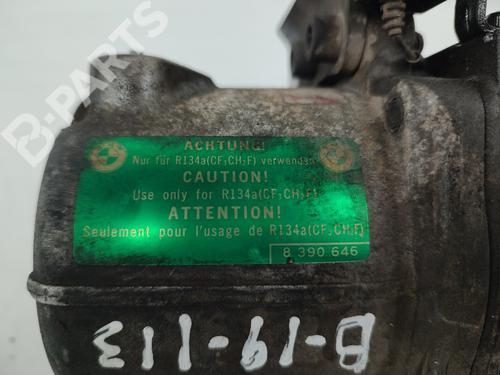 B-PARTS
ACHTUNG!
Nur für R134a(CF₃CH₂F) verwenden
CAUTION!
Use only for R134a(CF₃CH₂F)
ATTENTION!
Seulement pour l'usage de R134a(CF₃CH₂F)
8 390 646
B-19-113